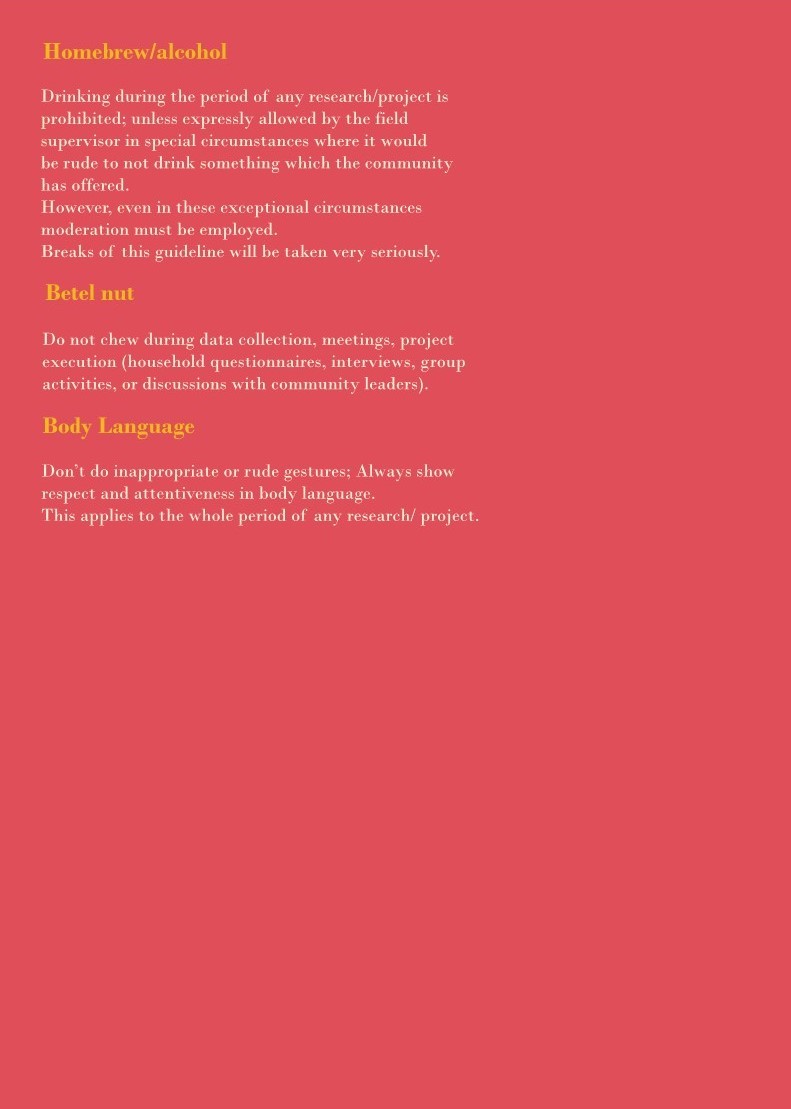 Homebrew/alcohol
Drinking during the period of any research/project is
prohibited; unless expressly allowed by the field
supervisor in special circumstances where it would
be rude to not drink something which the community
has offered.
However, even in these exceptional circumstances
moderation must be employed.
Breaks of this guideline will be taken very seriously.
Betel nut
Do not chew during data collection, meetings, project
execution (household questionnaires, interviews, group
activities, or discussions with community leaders).
Body Language
Don't do inappropriate or rude gestures; Always show
respect and attentiveness in body language.
This applies to the whole period of any research/ project.